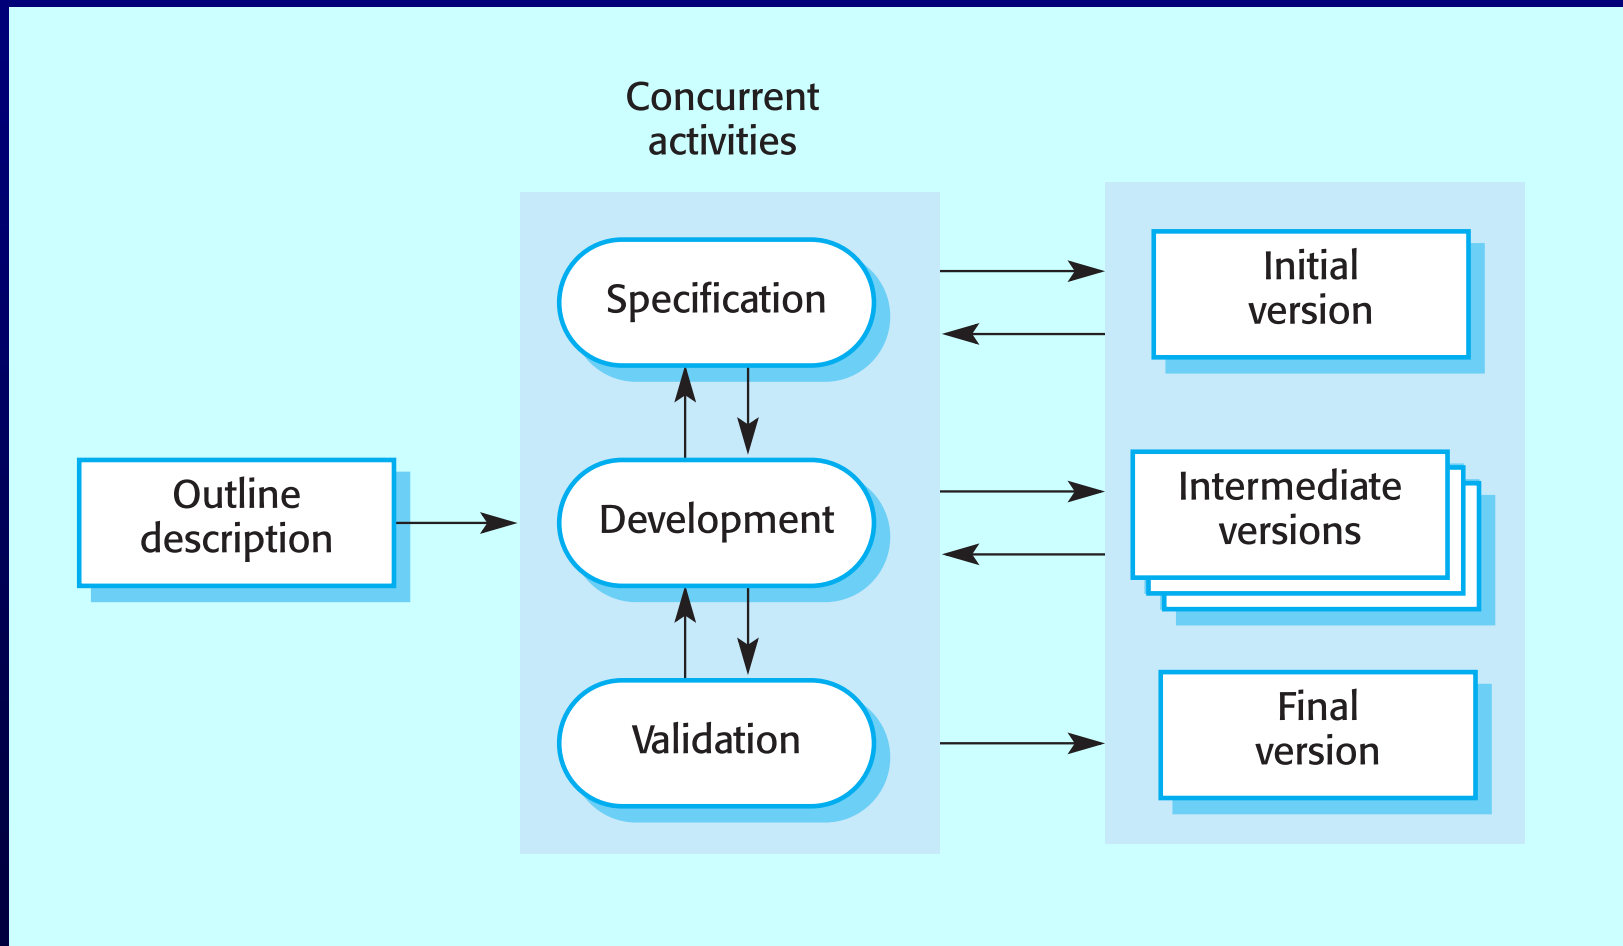 Concurrent
activities
Specification
Initial
version
Outline
description
Development
Intermediate
versions
Validation
Final
version